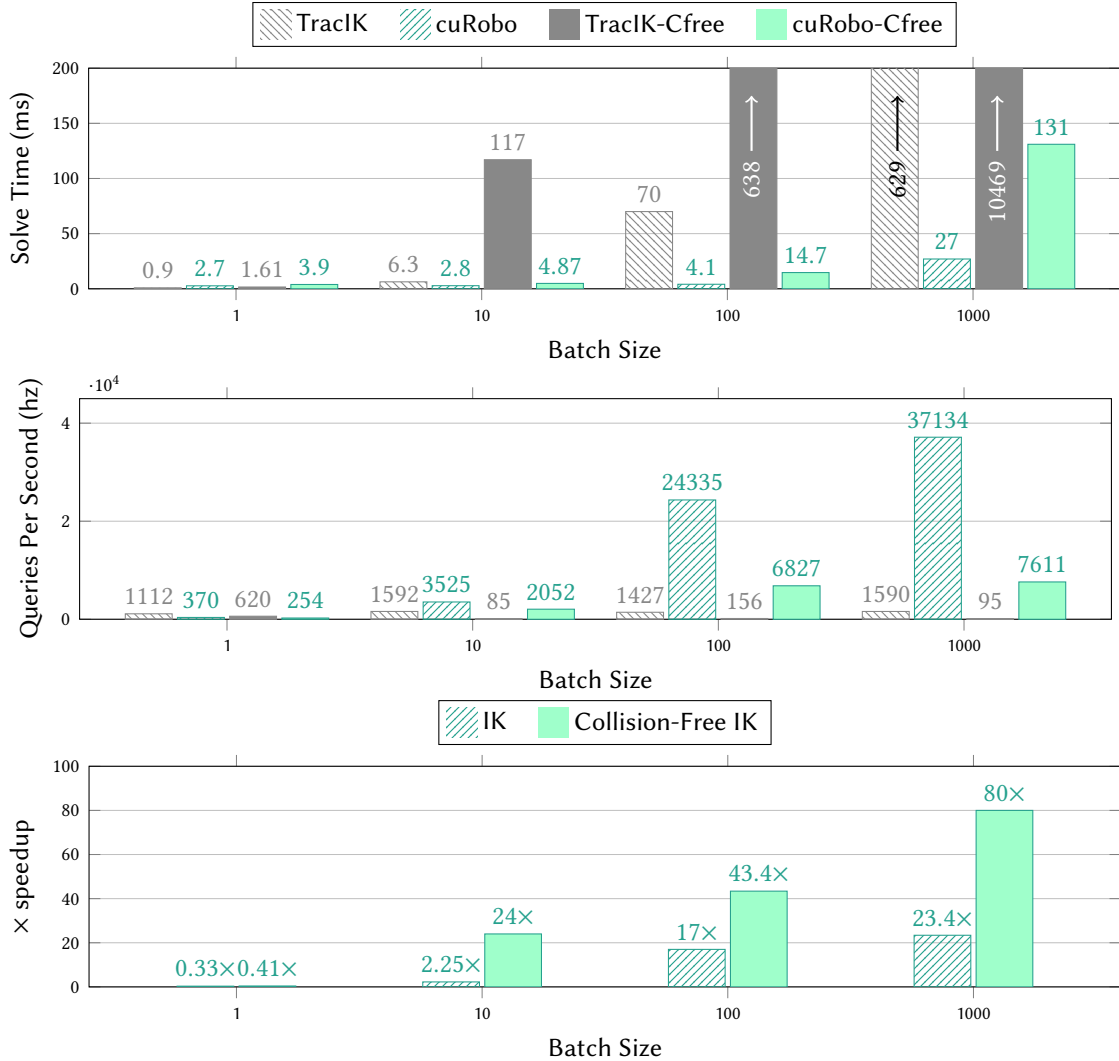 TracIK cuRobo TracIK-Cfree cuRobo-Cfree
Solve Time (ms)
200
150
100
50
0
0.9 2.7 1.61 3.9
6.3 2.8 117 4.87
70 4.1 638 14.7
629 27 10469 131
1 10 100 1000
Batch Size
Queries Per Second (hz)
·10^4
4
2
0
1112 370 620 254
1592 3525 85 2052
1427 24335 156 6827
1590 37134 95 7611
1 10 100 1000
Batch Size
IK Collision-Free IK
× speedup
100
80
60
40
20
0
0.33× 0.41×
2.25× 24×
17× 43.4×
23.4× 80×
1 10 100 1000
Batch Size